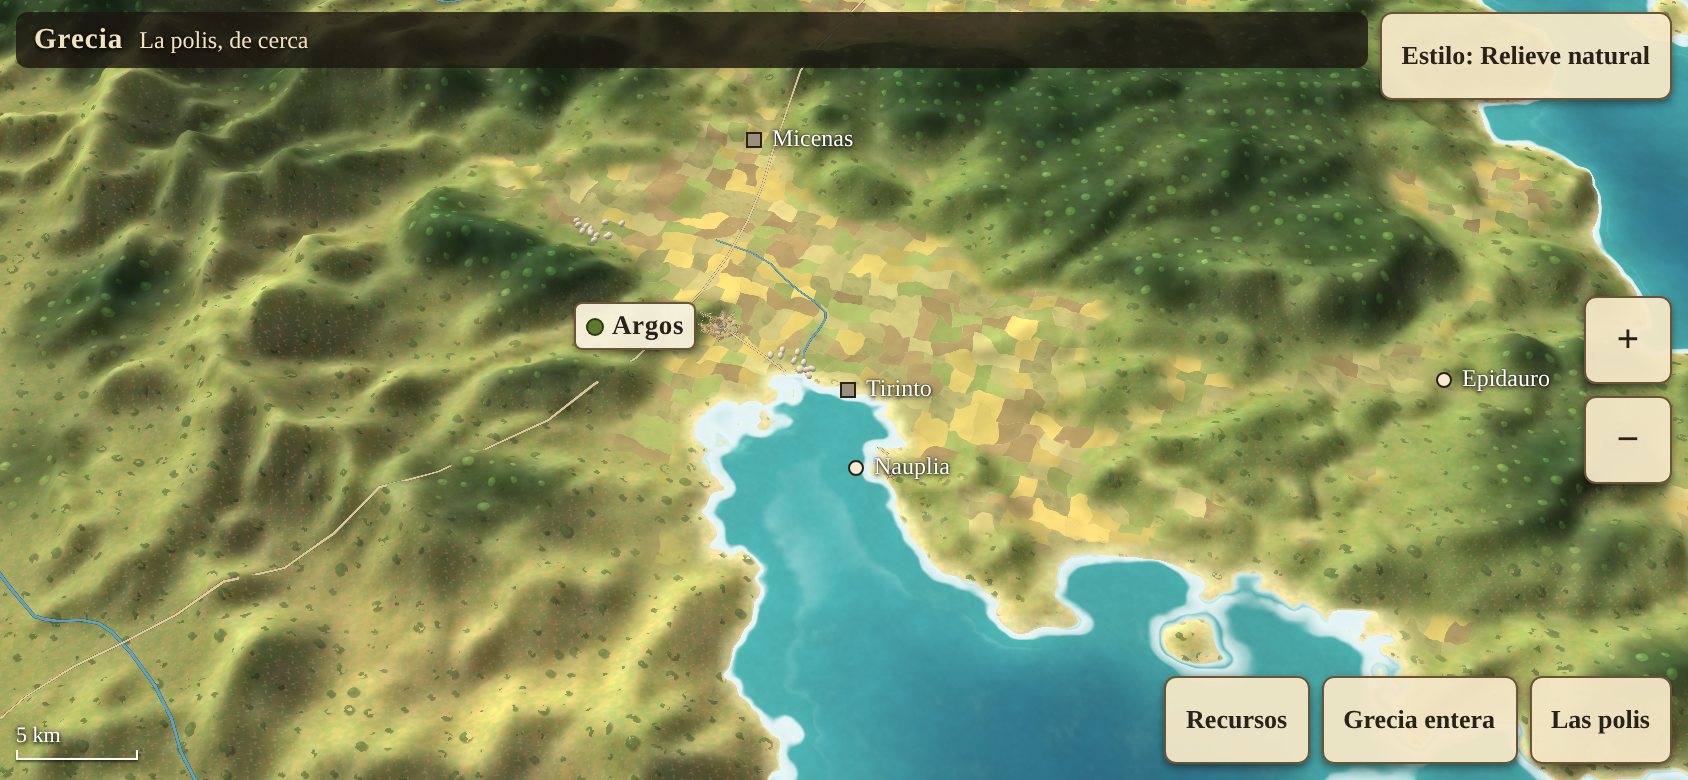 Grecia La polis, de cerca
Estilo: Relieve natural
Micenas
Argos
+
Epidauro
Tirinto
−
Nauplia
5 km
Recursos
Grecia entera
Las polis